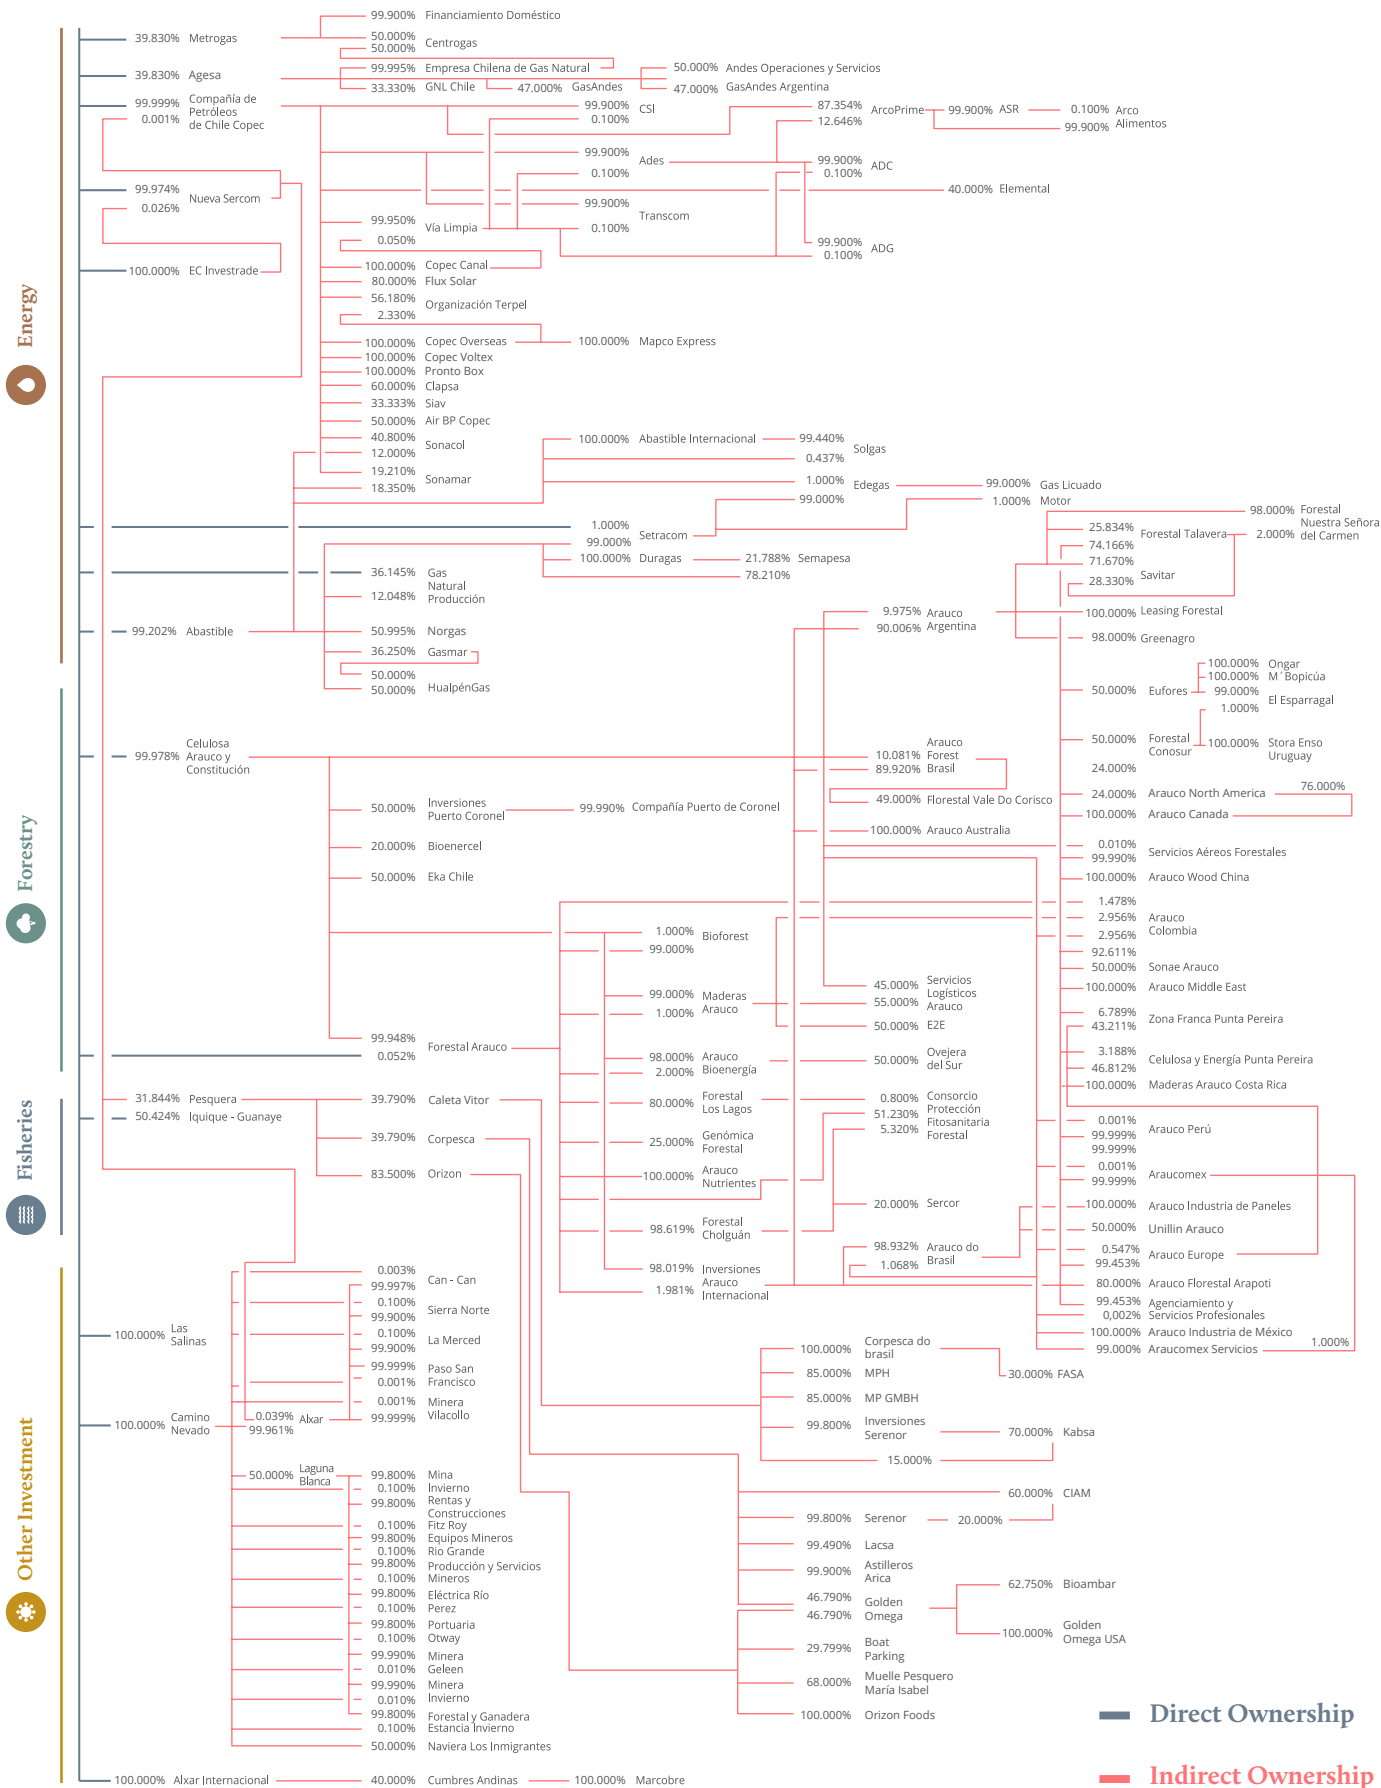 Energy
39.830% Metrogas
99.900% Financiamiento Doméstico
50.000%
50.000%
Centrogas
39.830% Agesa
99.995% Empresa Chilena de Gas Natural
33.330% GNL Chile
47.000% GasAndes
50.000% Andes Operaciones y Servicios
47.000% GasAndes Argentina
99.999%
0.001%
Compañía de
Petróleos
de Chile Copec
99.900%
0.100%
CSI
87.354%
12.646%
ArcoPrime
99.900% ASR
0.100%
99.900%
Arco
Alimentos
99.900%
0.100%
Ades
99.900%
0.100%
ADC
99.974%
0.026%
Nueva Sercom
40.000% Elemental
99.900%
0.100%
Transcom
99.950%
0.050%
Vía Limpia
99.900%
0.100%
ADG
100.000% EC Investrade
100.000% Copec Canal
80.000% Flux Solar
56.180%
2.330%
Organización Terpel
100.000% Copec Overseas
100.000% Mapco Express
100.000% Copec Voltex
100.000% Pronto Box
60.000% Clapsa
33.333% Siav
50.000% Air BP Copec
40.800%
12.000%
Sonacol
19.210%
18.350%
Sonamar
100.000% Abastible Internacional
99.440%
0.437%
Solgas
1.000%
99.000%
Edegas
99.000%
1.000%
Gas Licuado
Motor
1.000%
99.000%
Setracom
100.000% Duragas
21.788%
78.210%
Semapesa
36.145%
12.048%
Gas
Natural
Producción
99.202% Abastible
50.995% Norgas
36.250% Gasmar
50.000%
50.000%
HualpénGas
98.000%
2.000%
Forestal
Nuestra Señora
del Carmen
25.834%
74.166%
Forestal Talavera
71.670%
28.330%
Savitar
9.975%
90.006%
Arauco
Argentina
100.000% Leasing Forestal
98.000% Greenagro
Forestry
50.000% Eufores
100.000% Ongar
100.000% M´Bopicúa
99.000%
1.000%
El Esparragal
50.000% Forestal
Conosur
100.000% Stora Enso
Uruguay
99.978%
Celulosa
Arauco y
Constitución
10.081%
89.920%
Arauco
Forest
Brasil
24.000%
24.000% Arauco North America
76.000%
100.000% Arauco Canada
49.000% Florestal Vale Do Corisco
50.000% Inversiones
Puerto Coronel
99.990% Compañía Puerto de Coronel
100.000% Arauco Australia
20.000% Bioenercel
50.000% Eka Chile
0.010%
99.990%
Servicios Aéreos Forestales
100.000% Arauco Wood China
1.478%
2.956%
2.956%
92.611%
Arauco
Colombia
1.000%
99.000%
Bioforest
50.000% Sonae Arauco
100.000% Arauco Middle East
99.000%
1.000%
Maderas
Arauco
45.000%
55.000%
Servicios
Logísticos
Arauco
50.000% E2E
6.789%
43.211%
Zona Franca Punta Pereira
99.948%
0.052%
Forestal Arauco
98.000%
2.000%
Arauco
Bioenergía
50.000% Ovejera
del Sur
3.188%
46.812%
Celulosa y Energía Punta Pereira
100.000% Maderas Arauco Costa Rica
80.000% Forestal
Los Lagos
0.800%
51.230%
5.320%
Consorcio
Protección
Fitosanitaria
Forestal
0.001%
99.999%
99.999%
Arauco Perú
25.000% Genómica
Forestal
100.000% Arauco
Nutrientes
0.001%
99.999%
Araucomex
20.000% Sercor
100.000% Arauco Industria de Paneles
98.619% Forestal
Cholguán
50.000% Unillin Arauco
98.932%
1.068%
Arauco do
Brasil
0.547%
99.453%
Arauco Europe
98.019%
1.981%
Inversiones
Arauco
Internacional
80.000% Arauco Florestal Arapoti
99.453%
0,002%
Agenciamiento y
Servicios Profesionales
100.000% Arauco Industria de México
99.000% Araucomex Servicios
1.000%
Fisheries
31.844%
50.424%
Pesquera
Iquique - Guanaye
39.790% Caleta Vitor
39.790% Corpesca
83.500% Orizon
100.000% Corpesca do
brasil
30.000% FASA
85.000% MPH
85.000% MP GMBH
99.800% Inversiones
Serenor
70.000% Kabsa
15.000%
60.000% CIAM
99.800% Serenor
20.000%
99.490% Lacsa
99.900% Astilleros
Arica
46.790%
46.790%
Golden
Omega
62.750% Bioambar
100.000% Golden
Omega USA
29.799% Boat
Parking
68.000% Muelle Pesquero
María Isabel
100.000% Orizon Foods
Other Investment
100.000% Las
Salinas
100.000% Camino
Nevado
0.039%
99.961%
Alxar
0.003%
99.997%
Can - Can
0.100%
99.900%
Sierra Norte
0.100%
99.900%
La Merced
99.999%
0.001%
Paso San
Francisco
0.001%
99.999%
Minera
Vilacollo
50.000% Laguna
Blanca
99.800% Mina
0.100% Invierno
99.800% Rentas y
Construcciones
0.100% Fitz Roy
99.800% Equipos Mineros
0.100% Rio Grande
99.800% Producción y Servicios
0.100% Mineros
99.800% Eléctrica Río
0.100% Perez
99.800% Portuaria
0.100% Otway
99.990% Minera
0.010% Geleen
99.990% Minera
0.010% Invierno
99.800% Forestal y Ganadera
0.100% Estancia Invierno
50.000% Naviera Los Inmigrantes
100.000% Alxar Internacional
40.000% Cumbres Andinas
100.000% Marcobre
Direct Ownership
Indirect Ownership